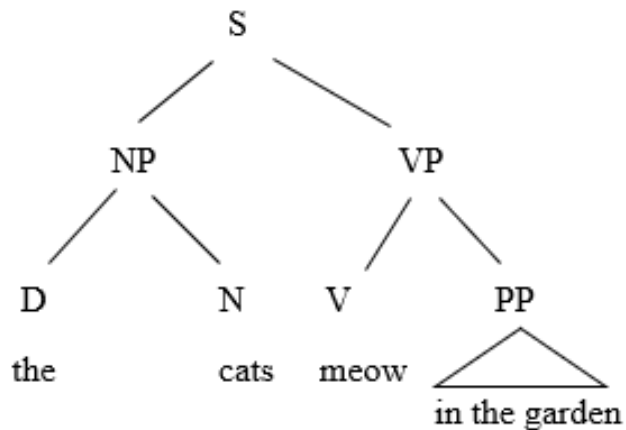 S
NP VP
D N V PP
the cats meow
in the garden